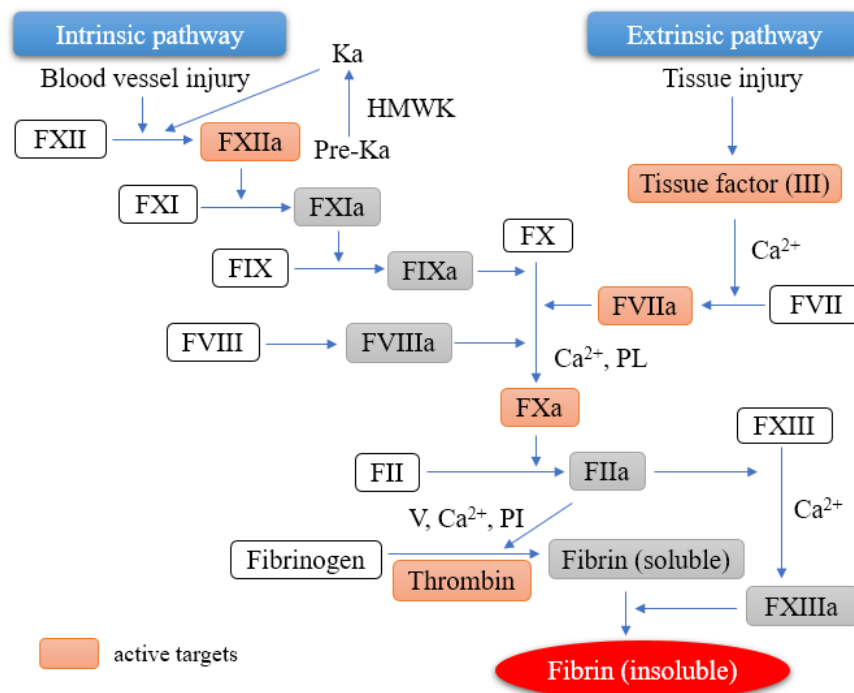 Intrinsic pathway
Extrinsic pathway
Blood vessel injury
Ka
Tissue injury
HMWK
FXII
FXIIa
Pre-Ka
Tissue factor (III)
FXI
FXIa
FX
Ca²⁺
FIX
FIXa
FVIIa
FVII
FVIII
FVIIIa
Ca²⁺, PL
FXa
FXIII
FII
FIIa
Ca²⁺
V, Ca²⁺, PI
Fibrinogen
Thrombin
Fibrin (soluble)
FXIIIa
active targets
Fibrin (insoluble)